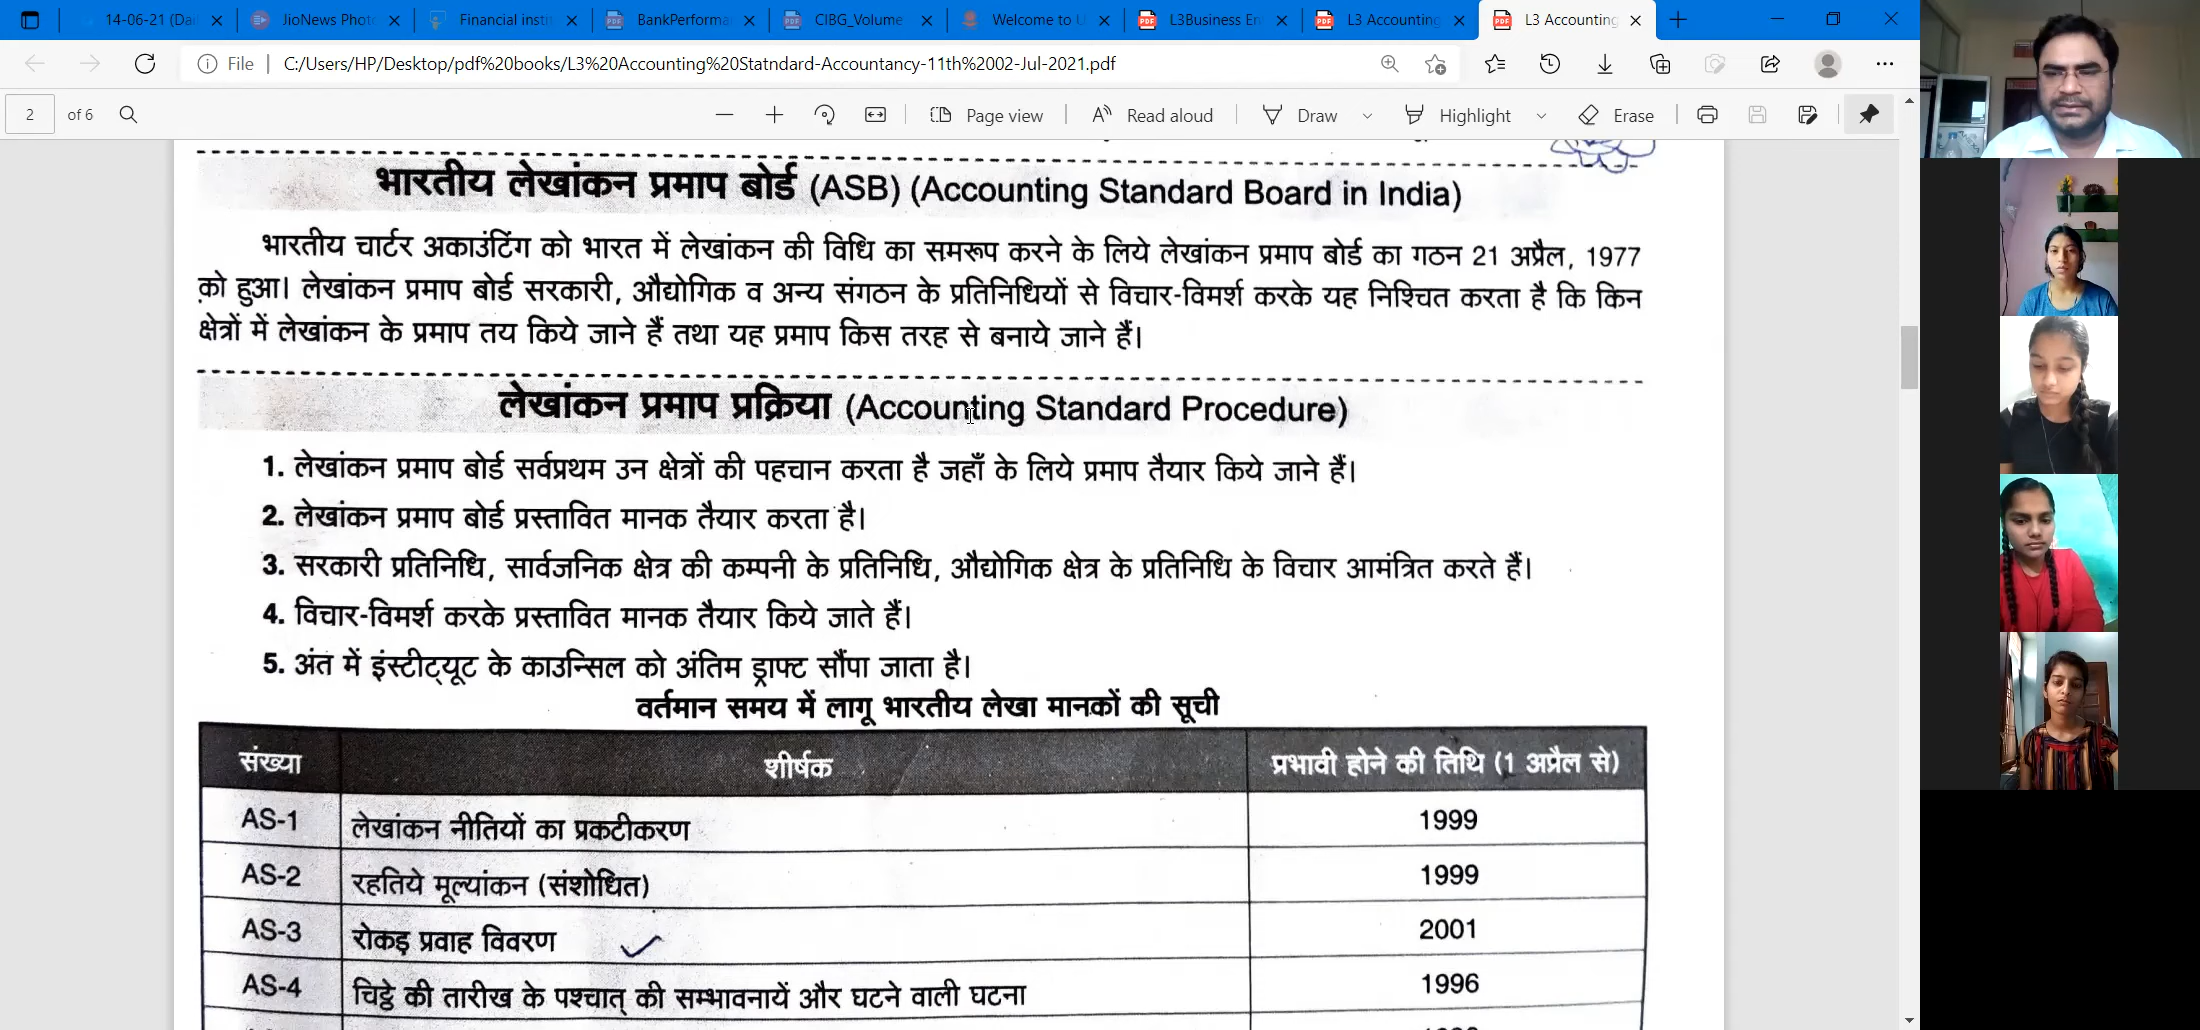 14-06-21 (Da
JioNews Phot
Financial insti
BankPerforma
CIBG_Volume
Welcome to U
L3Business En
L3 Accounting
L3 Accounting
File
C:/Users/HP/Desktop/pdf%20books/L3%20Accounting%20Statndard-Accountancy-11th%2002-Jul-2021.pdf
2 of 6
Page view
Read aloud
Draw
Highlight
Erase
भारतीय लेखांकन प्रमाप बोर्ड (ASB) (Accounting Standard Board in India)
भारतीय चार्टर अकाउंटिंग को भारत में लेखांकन की विधि का समरूप करने के लिये लेखांकन प्रमाप बोर्ड का गठन 21 अप्रैल, 1977
को हुआ। लेखांकन प्रमाप बोर्ड सरकारी, औद्योगिक व अन्य संगठन के प्रतिनिधियों से विचार-विमर्श करके यह निश्चित करता है कि किन
क्षेत्रों में लेखांकन के प्रमाप तय किये जाने हैं तथा यह प्रमाप किस तरह से बनाये जाने हैं।
लेखांकन प्रमाप प्रक्रिया (Accounting Standard Procedure)
1. लेखांकन प्रमाप बोर्ड सर्वप्रथम उन क्षेत्रों की पहचान करता है जहाँ के लिये प्रमाप तैयार किये जाने हैं।
2. लेखांकन प्रमाप बोर्ड प्रस्तावित मानक तैयार करता है।
3. सरकारी प्रतिनिधि, सार्वजनिक क्षेत्र की कम्पनी के प्रतिनिधि, औद्योगिक क्षेत्र के प्रतिनिधि के विचार आमंत्रित करते हैं।
4. विचार-विमर्श करके प्रस्तावित मानक तैयार किये जाते हैं।
5. अंत में इंस्टीट्यूट के काउन्सिल को अंतिम ड्राफ्ट सौंपा जाता है।
वर्तमान समय में लागू भारतीय लेखा मानकों की सूची
संख्या शीर्षक प्रभावी होने की तिथि (1 अप्रैल से)
AS-1 लेखांकन नीतियों का प्रकटीकरण 1999
AS-2 रहतिये मूल्यांकन (संशोधित) 1999
AS-3 रोकड़ प्रवाह विवरण 2001
AS-4 चिट्ठे की तारीख के पश्चात् की सम्भावनायें और घटने वाली घटना 1996